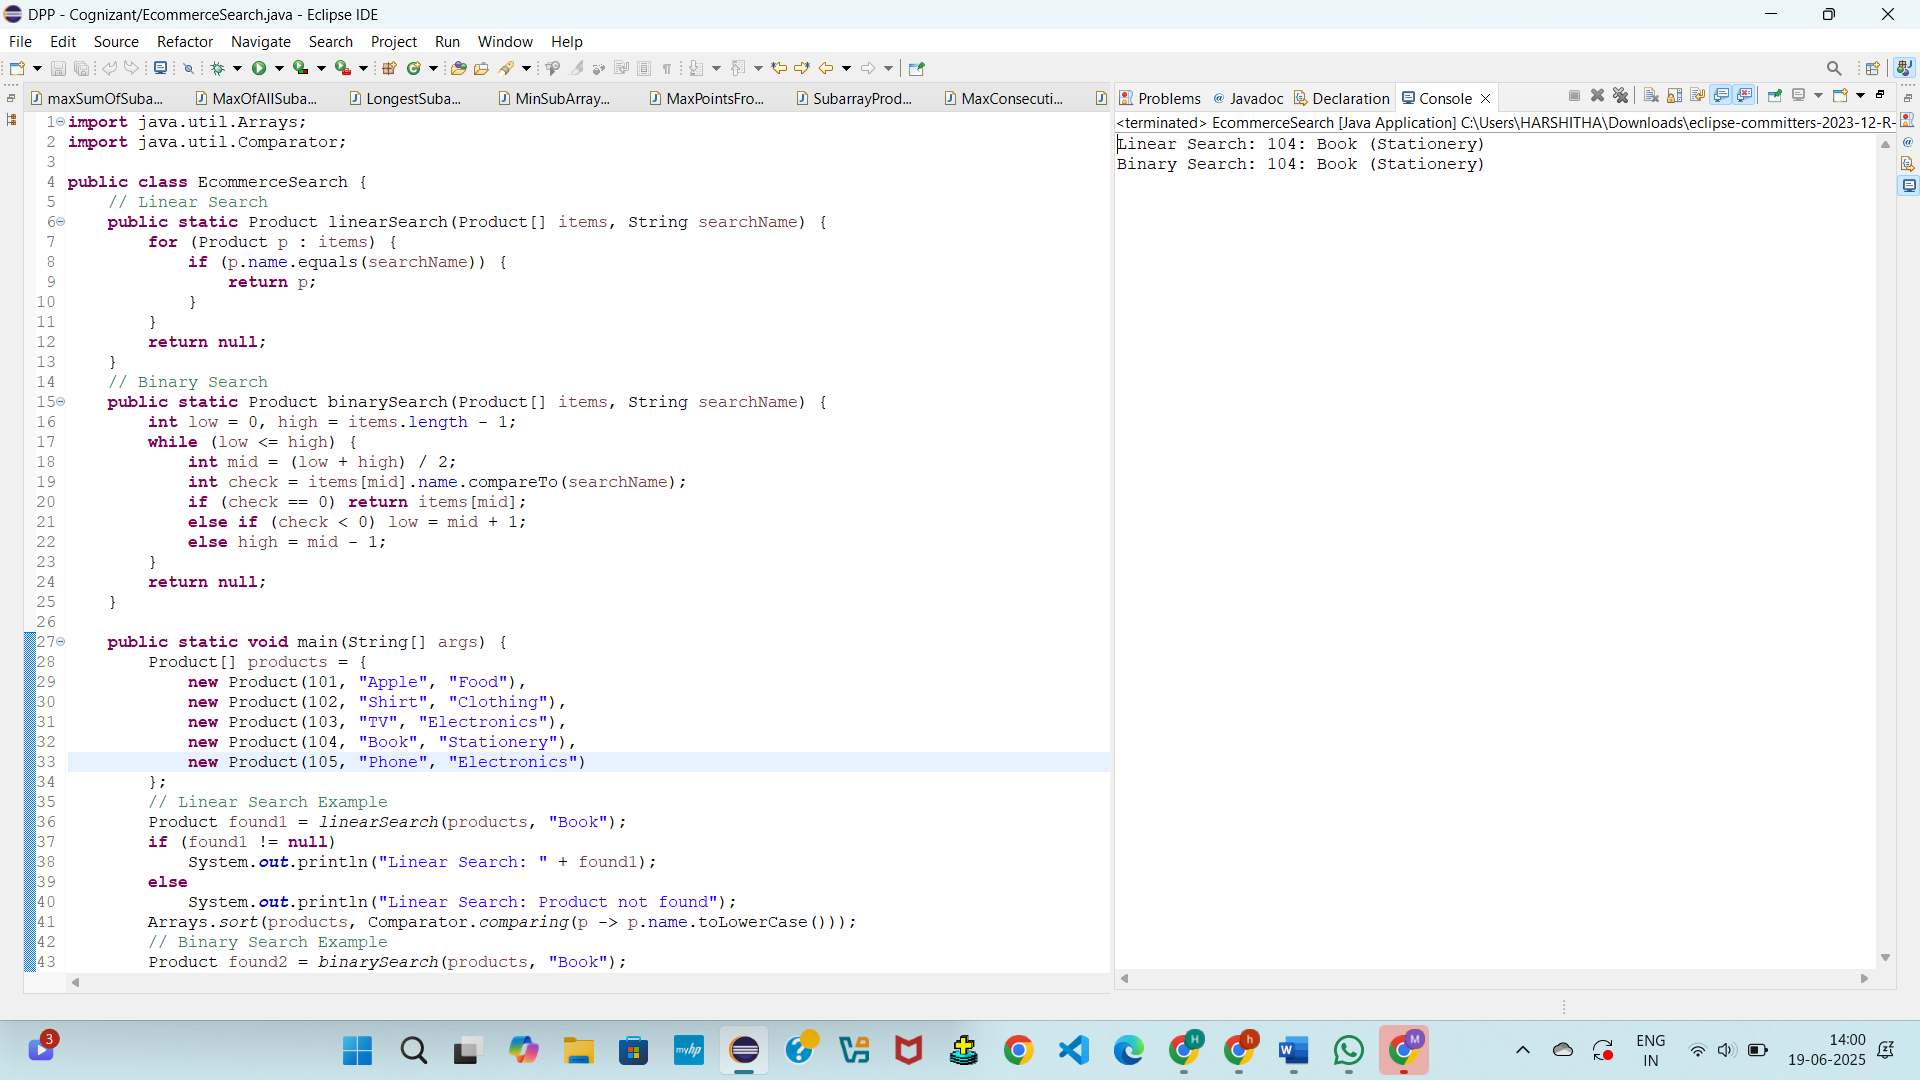 DPP - Cognizant/EcommerceSearch.java - Eclipse IDE
File Edit Source Refactor Navigate Search Project Run Window Help
maxSumOfSuba... MaxOfAllSuba... LongestSuba... MinSubArray... MaxPointsFro... SubarrayProd... MaxConsecuti...
1 import java.util.Arrays;
2 import java.util.Comparator;
3
4 public class EcommerceSearch {
5 // Linear Search
6 public static Product linearSearch(Product[] items, String searchName) {
7 for (Product p : items) {
8 if (p.name.equals(searchName)) {
9 return p;
10 }
11 }
12 return null;
13 }
14 // Binary Search
15 public static Product binarySearch(Product[] items, String searchName) {
16 int low = 0, high = items.length - 1;
17 while (low <= high) {
18 int mid = (low + high) / 2;
19 int check = items[mid].name.compareTo(searchName);
20 if (check == 0) return items[mid];
21 else if (check < 0) low = mid + 1;
22 else high = mid - 1;
23 }
24 return null;
25 }
26
27 public static void main(String[] args) {
28 Product[] products = {
29 new Product(101, "Apple", "Food"),
30 new Product(102, "Shirt", "Clothing"),
31 new Product(103, "TV", "Electronics"),
32 new Product(104, "Book", "Stationery"),
33 new Product(105, "Phone", "Electronics")
34 };
35 // Linear Search Example
36 Product found1 = linearSearch(products, "Book");
37 if (found1 != null)
38 System.out.println("Linear Search: " + found1);
39 else
40 System.out.println("Linear Search: Product not found");
41 Arrays.sort(products, Comparator.comparing(p -> p.name.toLowerCase()));
42 // Binary Search Example
43 Product found2 = binarySearch(products, "Book");
Problems @ Javadoc Declaration Console
<terminated> EcommerceSearch [Java Application] C:\Users\HARSHITHA\Downloads\eclipse-committers-2023-12-R-
Linear Search: 104: Book (Stationery)
Binary Search: 104: Book (Stationery)
3
myhp
H
h
W
M
ENG
IN
14:00
19-06-2025